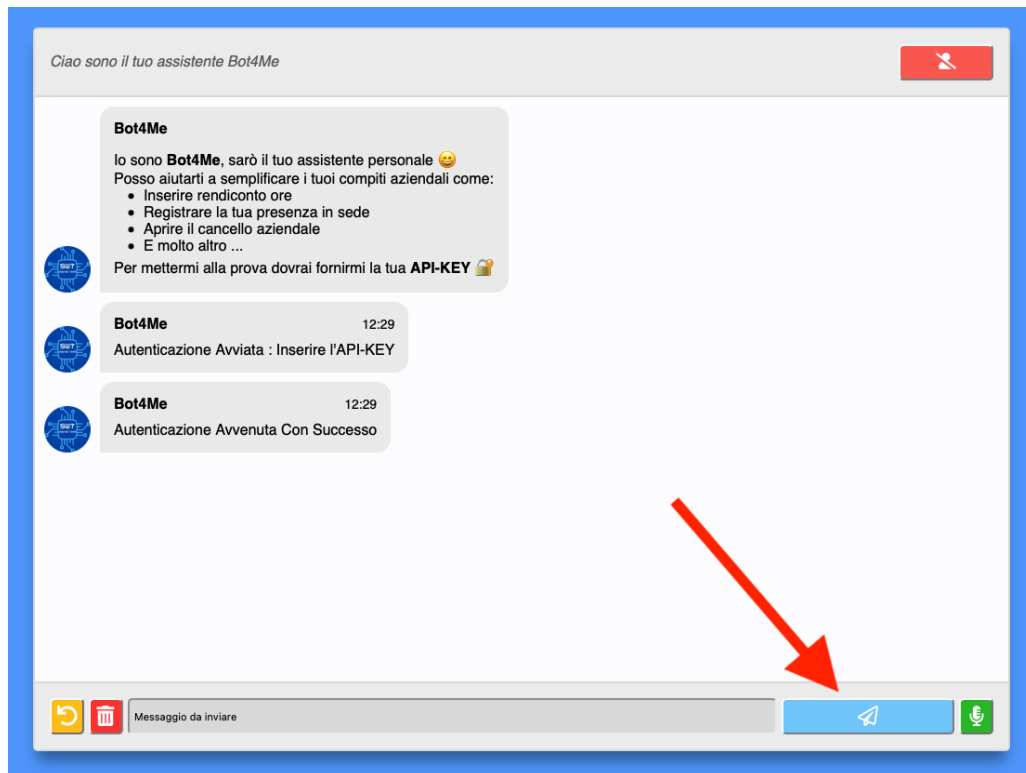 Ciao sono il tuo assistente Bot4Me
Bot4Me
Io sono Bot4Me, sarò il tuo assistente personale 😀
Posso aiutarti a semplificare i tuoi compiti aziendali come:
• Inserire rendiconto ore
• Registrare la tua presenza in sede
• Aprire il cancello aziendale
• E molto altro ...
Per mettermi alla prova dovrai fornirmi la tua API-KEY 🔐
Bot4Me 12:29
Autenticazione Avviata : Inserire l'API-KEY
Bot4Me 12:29
Autenticazione Avvenuta Con Successo
Messaggio da inviare